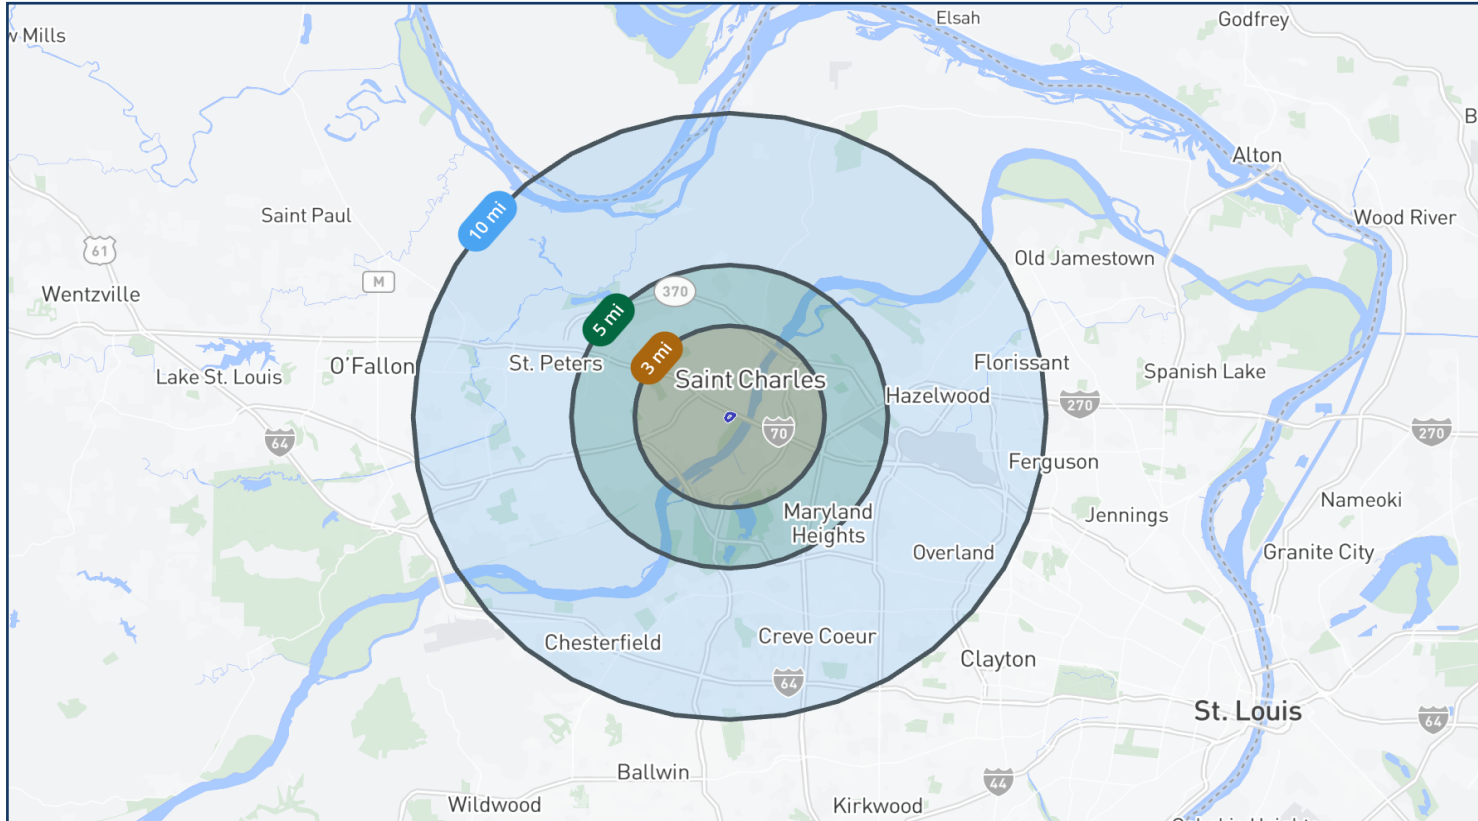 Elsah
Godfrey
w Mills
B
Alton
10 mi
Saint Paul
Wood River
61
Old Jamestown
M
370
Wentzville
5 mi
3 mi
O'Fallon
St. Peters
Florissant
Lake St. Louis
Saint Charles
Spanish Lake
Hazelwood
270
70
270
64
Ferguson
Nameoki
Maryland
Heights
Jennings
Overland
Granite City
Chesterfield
Creve Coeur
Clayton
64
St. Louis
64
Ballwin
44
Wildwood
Kirkwood